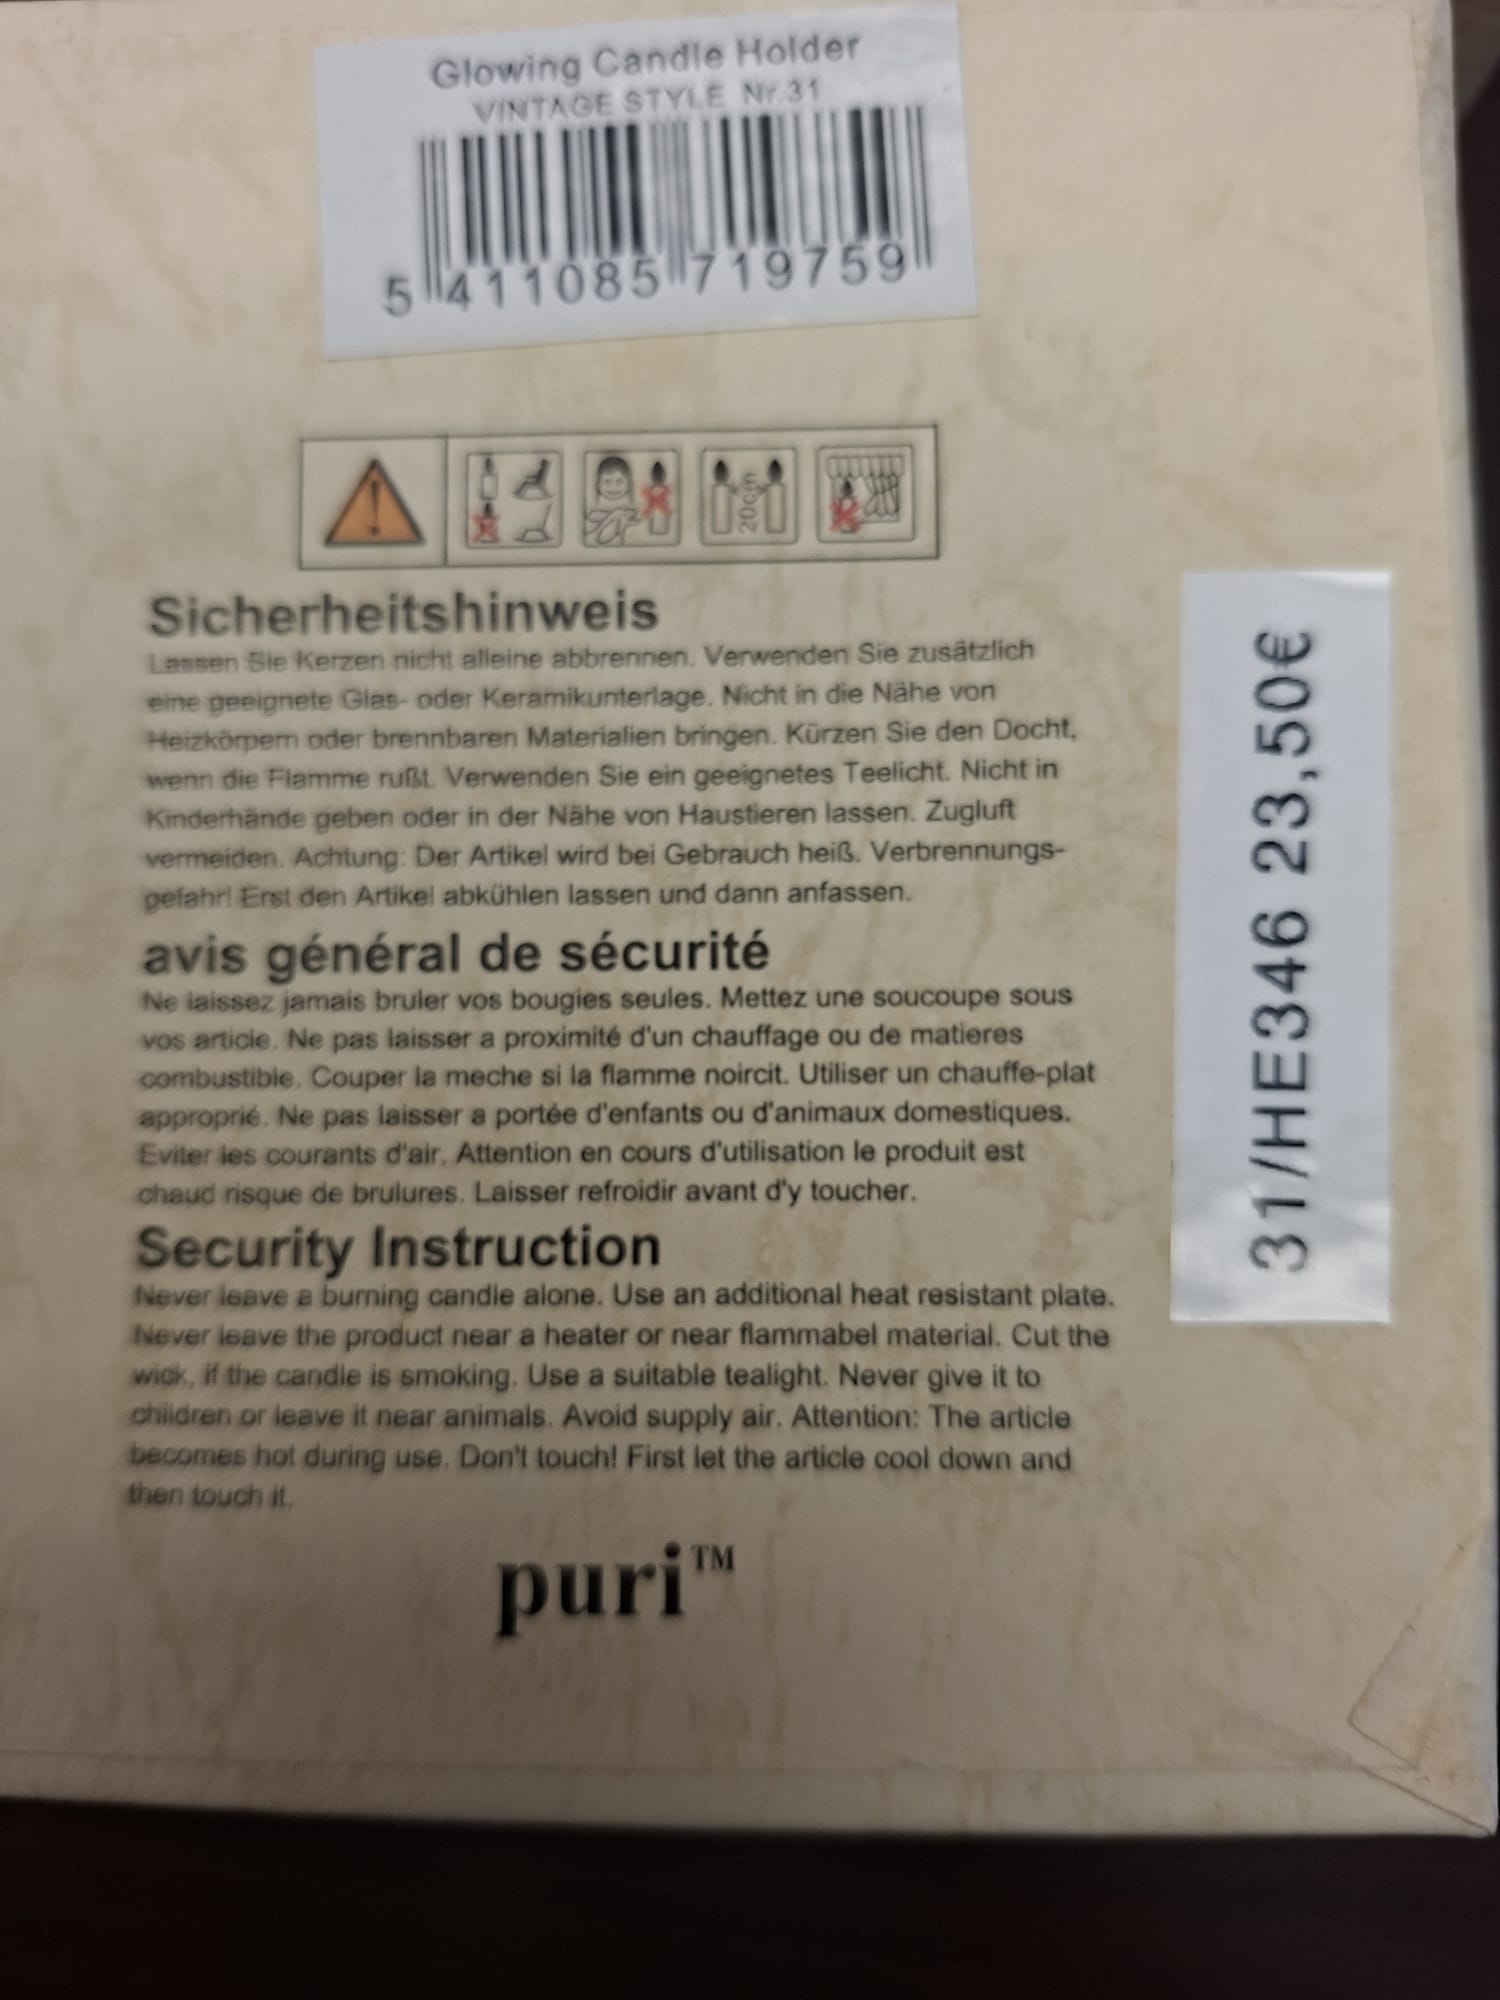 Glowing Candle Holder
VINTAGE STYLE Nr.31
5 411085 719759
20cm
Sicherheitshinweis
Lassen Sie Kerzen nicht alleine abbrennen. Verwenden Sie zusätzlich
eine geeignete Glas- oder Keramikunterlage. Nicht in die Nähe von
Heizkörpern oder brennbaren Materialien bringen. Kürzen Sie den Docht,
wenn die Flamme rußt. Verwenden Sie ein geeignetes Teelicht. Nicht in
Kinderhände geben oder in der Nähe von Haustieren lassen. Zugluft
vermeiden. Achtung: Der Artikel wird bei Gebrauch heiß. Verbrennungs-
gefahr! Erst den Artikel abkühlen lassen und dann anfassen.
avis général de sécurité
Ne laissez jamais bruler vos bougies seules. Mettez une soucoupe sous
vos article. Ne pas laisser a proximité d'un chauffage ou de matieres
combustible. Couper la meche si la flamme noircit. Utiliser un chauffe-plat
approprié. Ne pas laisser a portée d'enfants ou d'animaux domestiques.
Eviter les courants d'air. Attention en cours d'utilisation le produit est
chaud risque de brulures. Laisser refroidir avant d'y toucher.
Security Instruction
Never leave a burning candle alone. Use an additional heat resistant plate.
Never leave the product near a heater or near flammabel material. Cut the
wick, if the candle is smoking. Use a suitable tealight. Never give it to
children or leave it near animals. Avoid supply air. Attention: The article
becomes hot during use. Don't touch! First let the article cool down and
then touch it.
puri™
31/HE346 23,50€